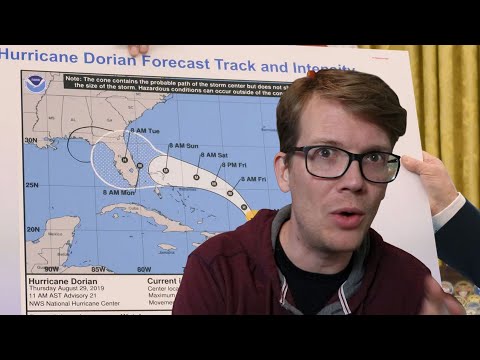 Hurricane Dorian Forecast Track and Intensity
Note: The cone contains the probable path of the storm center but does not
the size of the storm. Hazardous conditions can occur outside of the
NOAA
8 AM Tue
8 AM Sun
8 AM Sat
8 PM Fri
8 AM Fri
8 AM Mon
30N
25N
20N
90W 85W 80W
Hurricane Dorian
Thursday August 29, 2019
11 AM AST Advisory 21
NWS National Hurricane Center
Current
Center
Maximum
Movement